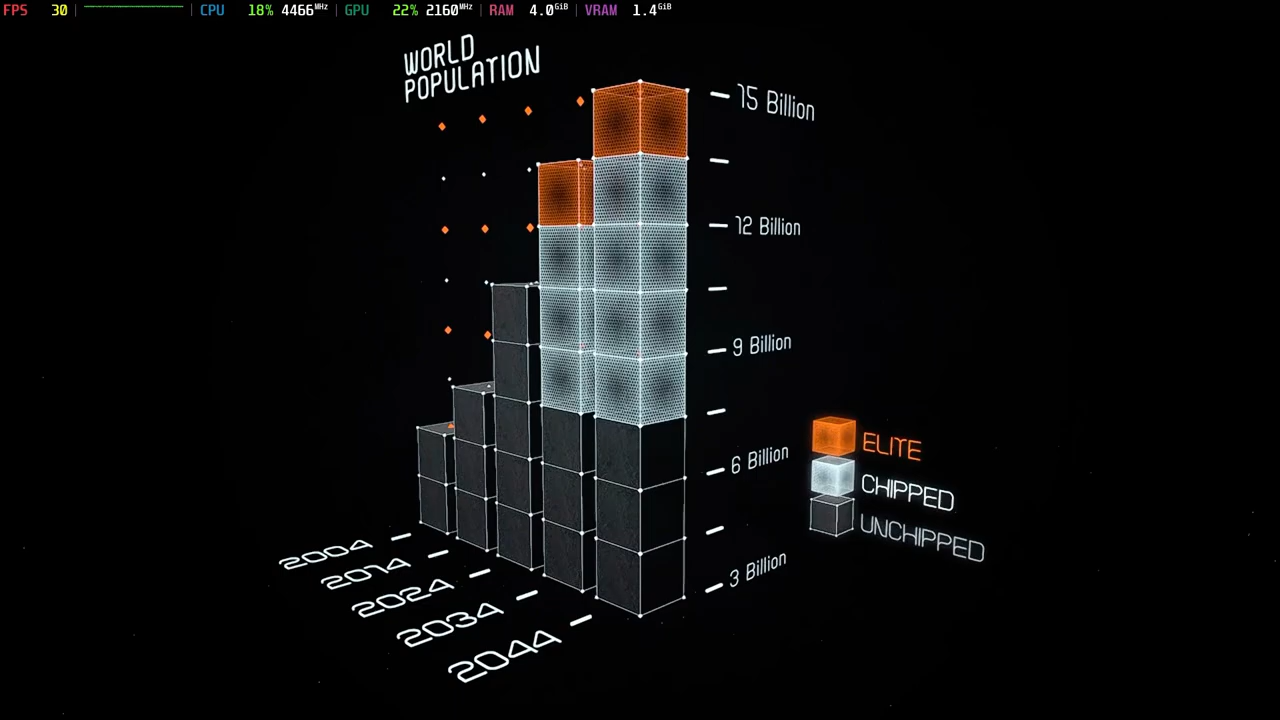 FPS 30 CPU 18% 4466MHz GPU 22% 2160MHz RAM 4.0GiB VRAM 1.4GiB
WORLD
POPULATION
15 Billion
12 Billion
9 Billion
6 Billion
3 Billion
ELITE
CHIPPED
UNCHIPPED
2004
2014
2024
2034
2044